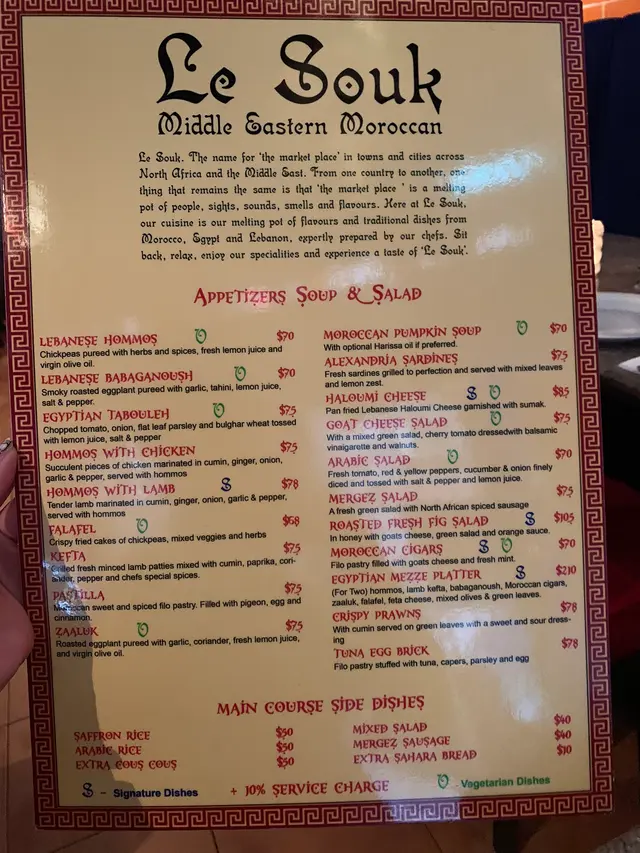 Le Souk
Middle Eastern Moroccan
Le Souk. The name for 'the market place' in towns and cities across
North Africa and the Middle East. From one country to another, one
thing that remains the same is that 'the market place ' is a melting
pot of people, sights, sounds, smells and flavours. Here at Le Souk,
our cuisine is our melting pot of flavours and traditional dishes from
Morocco, Egypt and Lebanon, expertly prepared by our chefs. Sit
back, relax, enjoy our specialities and experience a taste of 'Le Souk'.
APPETIZERS SOUP & SALAD
LEBANESE HOMMOS V $70
Chickpeas pureed with herbs and spices, fresh lemon juice and
virgin olive oil.
LEBANESE BABAGANOUSH V $70
Smoky roasted eggplant pureed with garlic, tahini, lemon juice,
salt & pepper.
EGYPTIAN TABOULEH V $75
Chopped tomato, onion, flat leaf parsley and bulghar wheat tossed
with lemon juice, salt & pepper
HOMMOS WITH CHICKEN $75
Succulent pieces of chicken marinated in cumin, ginger, onion,
garlic & pepper, served with hommos
HOMMOS WITH LAMB S $78
Tender lamb marinated in cumin, ginger, onion, garlic & pepper,
served with hommos
FALAFEL V $68
Crispy fried cakes of chickpeas, mixed veggies and herbs
KEFTA $75
Grilled fresh minced lamb patties mixed with cumin, paprika, cori-
ander, pepper and chefs special spices.
PASTILLA $75
Moroccan sweet and spiced filo pastry. Filled with pigeon, egg and
cinnamon.
ZAALUK V $75
Roasted eggplant pureed with garlic, coriander, fresh lemon juice,
and virgin olive oil.
MOROCCAN PUMPKIN SOUP V $70
With optional Harissa oil if preferred.
ALEXANDRIA SARDINES $75
Fresh sardines grilled to perfection and served with mixed leaves
and lemon zest.
HALOUMI CHEESE S V $85
Pan fried Lebanese Haloumi Cheese garnished with sumak.
GOAT CHEESE SALAD V $75
With a mixed green salad, cherry tomato dressedwith balsamic
vinaigarette and walnuts.
ARABIC SALAD V $70
Fresh tomato, red & yellow peppers, cucumber & onion finely
diced and tossed with salt & pepper and lemon juice.
MERGEZ SALAD $75
A fresh green salad with North African spiced sausage
ROASTED FRESH FIG SALAD S $105
In honey with goats cheese, green salad and orange sauce.
MOROCCAN CIGARS S V $70
Filo pastry filled with goats cheese and fresh mint.
EGYPTIAN MEZZE PLATTER S $210
(For Two) hommos, lamb kefta, babaganoush, Moroccan cigars,
zaaluk, falafel, feta cheese, mixed olives & green leaves.
CRISPY PRAWNS $78
With cumin served on green leaves with a sweet and sour dress-
ing
TUNA EGG BRICK $78
Filo pastry stuffed with tuna, capers, parsley and egg
MAIN COURSE SIDE DISHES
SAFFRON RICE $50
ARABIC RICE $50
EXTRA COUS COUS $50
MIXED SALAD $40
MERGEZ SAUSAGE $40
EXTRA SAHARA BREAD $10
S - Signature Dishes + 10% SERVICE CHARGE V - Vegetarian Dishes